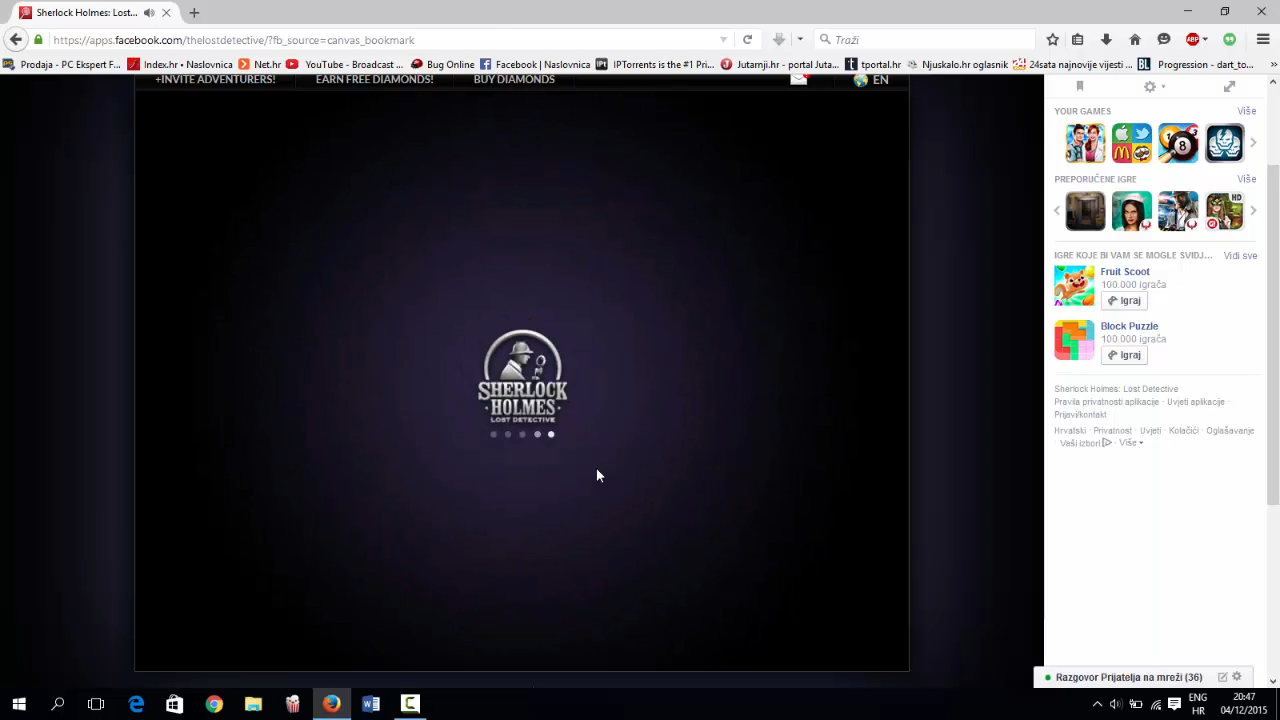 Sherlock Holmes: Lost...
https://apps.facebook.com/thelostdetective/?fb_source=canvas_bookmark
Traži
Prodaja - PC Ekspert F...
Index.hr • Naslovnica
Net.hr
YouTube - Broadcast ...
Bug Online
Facebook | Naslovnica
IPTorrents is the #1 Pri...
Jutarnji.hr - portal Jutar...
tportal.hr
Njuskalo.hr oglasnik
24sata najnovije vijesti ...
Progression - dart_to...
+INVITE ADVENTURERS!
EARN FREE DIAMONDS!
BUY DIAMONDS
EN
YOUR GAMES
Više
PREPORUČENE IGRE
Više
HD
IGRE KOJE BI VAM SE MOGLE SVIDJ...
Vidi sve
Fruit Scoot
100.000 igrača
Igraj
Block Puzzle
100.000 igrača
Igraj
Sherlock Holmes: Lost Detective
Pravila privatnosti aplikacije · Uvjeti aplikacije ·
Prijavi/kontakt
Hrvatski · Privatnost · Uvjeti · Kolačići · Oglašavanje
· Vaši izbori · Više
SHERLOCK
HOLMES
LOST DETECTIVE
Razgovor Prijatelja na mreži (36)
ENG
HR
20:47
04/12/2015